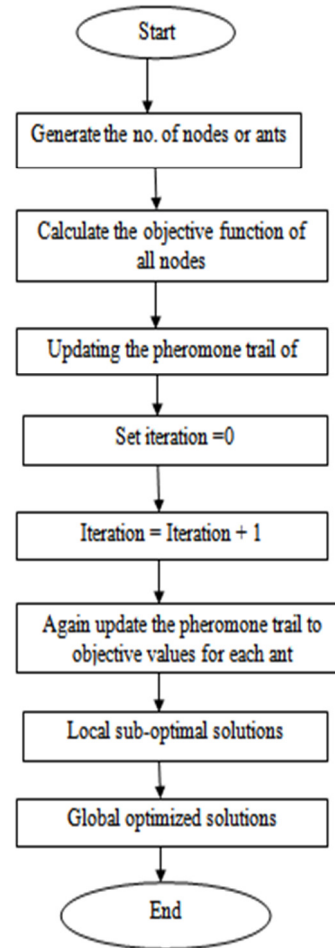 Start
Generate the no. of nodes or ants
Calculate the objective function of
all nodes
Updating the pheromone trail of
Set iteration =0
Iteration = Iteration + 1
Again update the pheromone trail to
objective values for each ant
Local sub-optimal solutions
Global optimized solutions
End